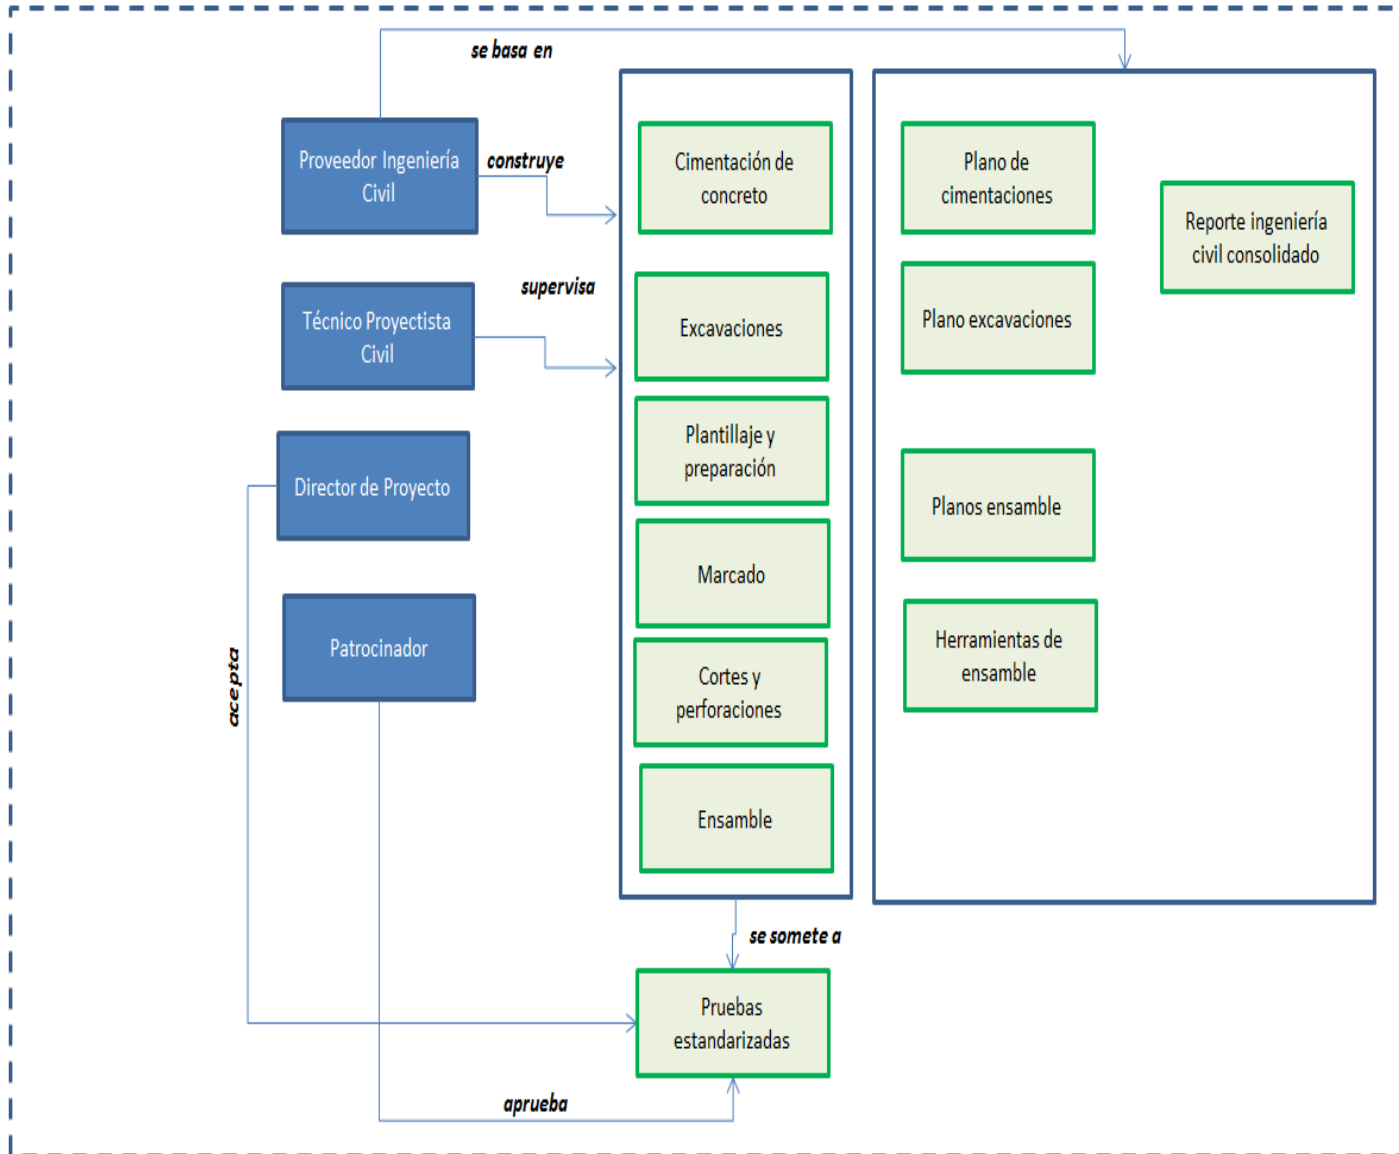 se basa en
Proveedor Ingeniería
Civil
construye
Cimentación de
concreto
Plano de
cimentaciones
Reporte ingeniería
civil consolidado
Técnico Proyectista
Civil
supervisa
Excavaciones
Plano excavaciones
Director de Proyecto
Plantillaje y
preparación
Planos ensamble
Marcado
Patrocinador
acepta
Cortes y
perforaciones
Herramientas de
ensamble
Ensamble
se somete a
Pruebas
estandarizadas
aprueba